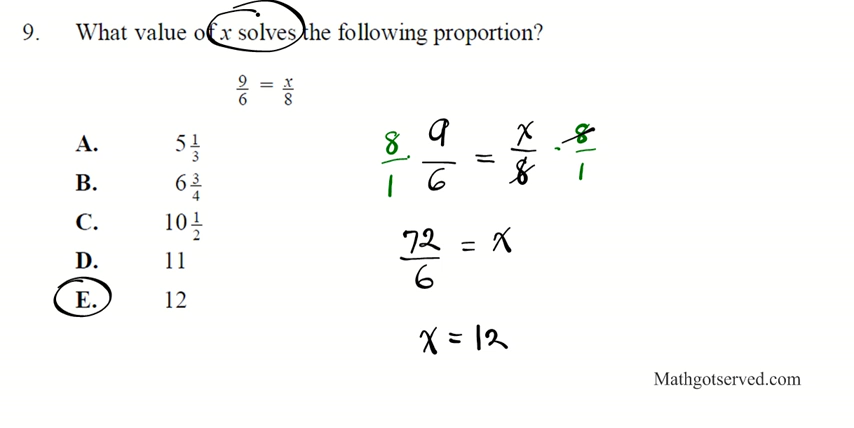 9. What value of x solves the following proportion?
9/6 = x/8
A. 5 1/3
B. 6 3/4
C. 10 1/2
D. 11
E. 12
8/1 · 9/6 = x/8 · 8/1
72/6 = x
x = 12
Mathgotserved.com